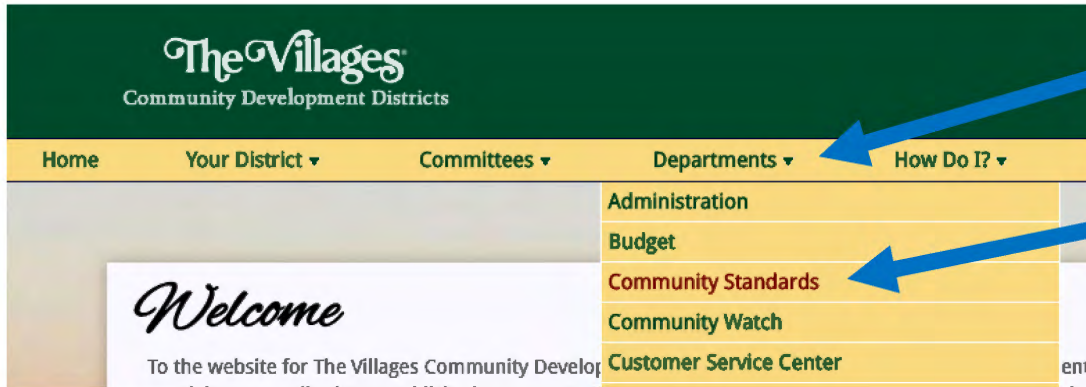 The Villages®
Community Development Districts
Home Your District ▾ Committees ▾ Departments ▾ How Do I? ▾
Administration
Budget
Community Standards
Community Watch
Customer Service Center
Welcome
To the website for The Villages Community Develop